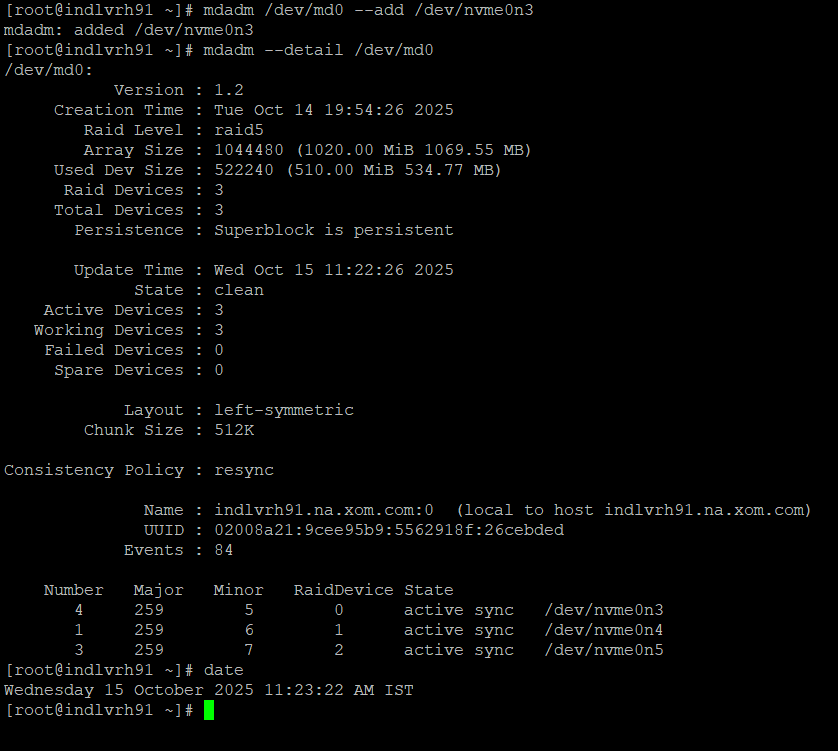 [root@indlvrh91 ~]# mdadm /dev/md0 --add /dev/nvme0n3
mdadm: added /dev/nvme0n3
[root@indlvrh91 ~]# mdadm --detail /dev/md0
/dev/md0:
           Version : 1.2
     Creation Time : Tue Oct 14 19:54:26 2025
        Raid Level : raid5
        Array Size : 1044480 (1020.00 MiB 1069.55 MB)
     Used Dev Size : 522240 (510.00 MiB 534.77 MB)
      Raid Devices : 3
     Total Devices : 3
       Persistence : Superblock is persistent

       Update Time : Wed Oct 15 11:22:26 2025
             State : clean
    Active Devices : 3
   Working Devices : 3
    Failed Devices : 0
     Spare Devices : 0

            Layout : left-symmetric
        Chunk Size : 512K

Consistency Policy : resync

              Name : indlvrh91.na.xom.com:0  (local to host indlvrh91.na.xom.com)
              UUID : 02008a21:9cee95b9:5562918f:26cebded
            Events : 84

    Number   Major   Minor   RaidDevice State
       4     259        5        0      active sync   /dev/nvme0n3
       1     259        6        1      active sync   /dev/nvme0n4
       3     259        7        2      active sync   /dev/nvme0n5
[root@indlvrh91 ~]# date
Wednesday 15 October 2025 11:23:22 AM IST
[root@indlvrh91 ~]#